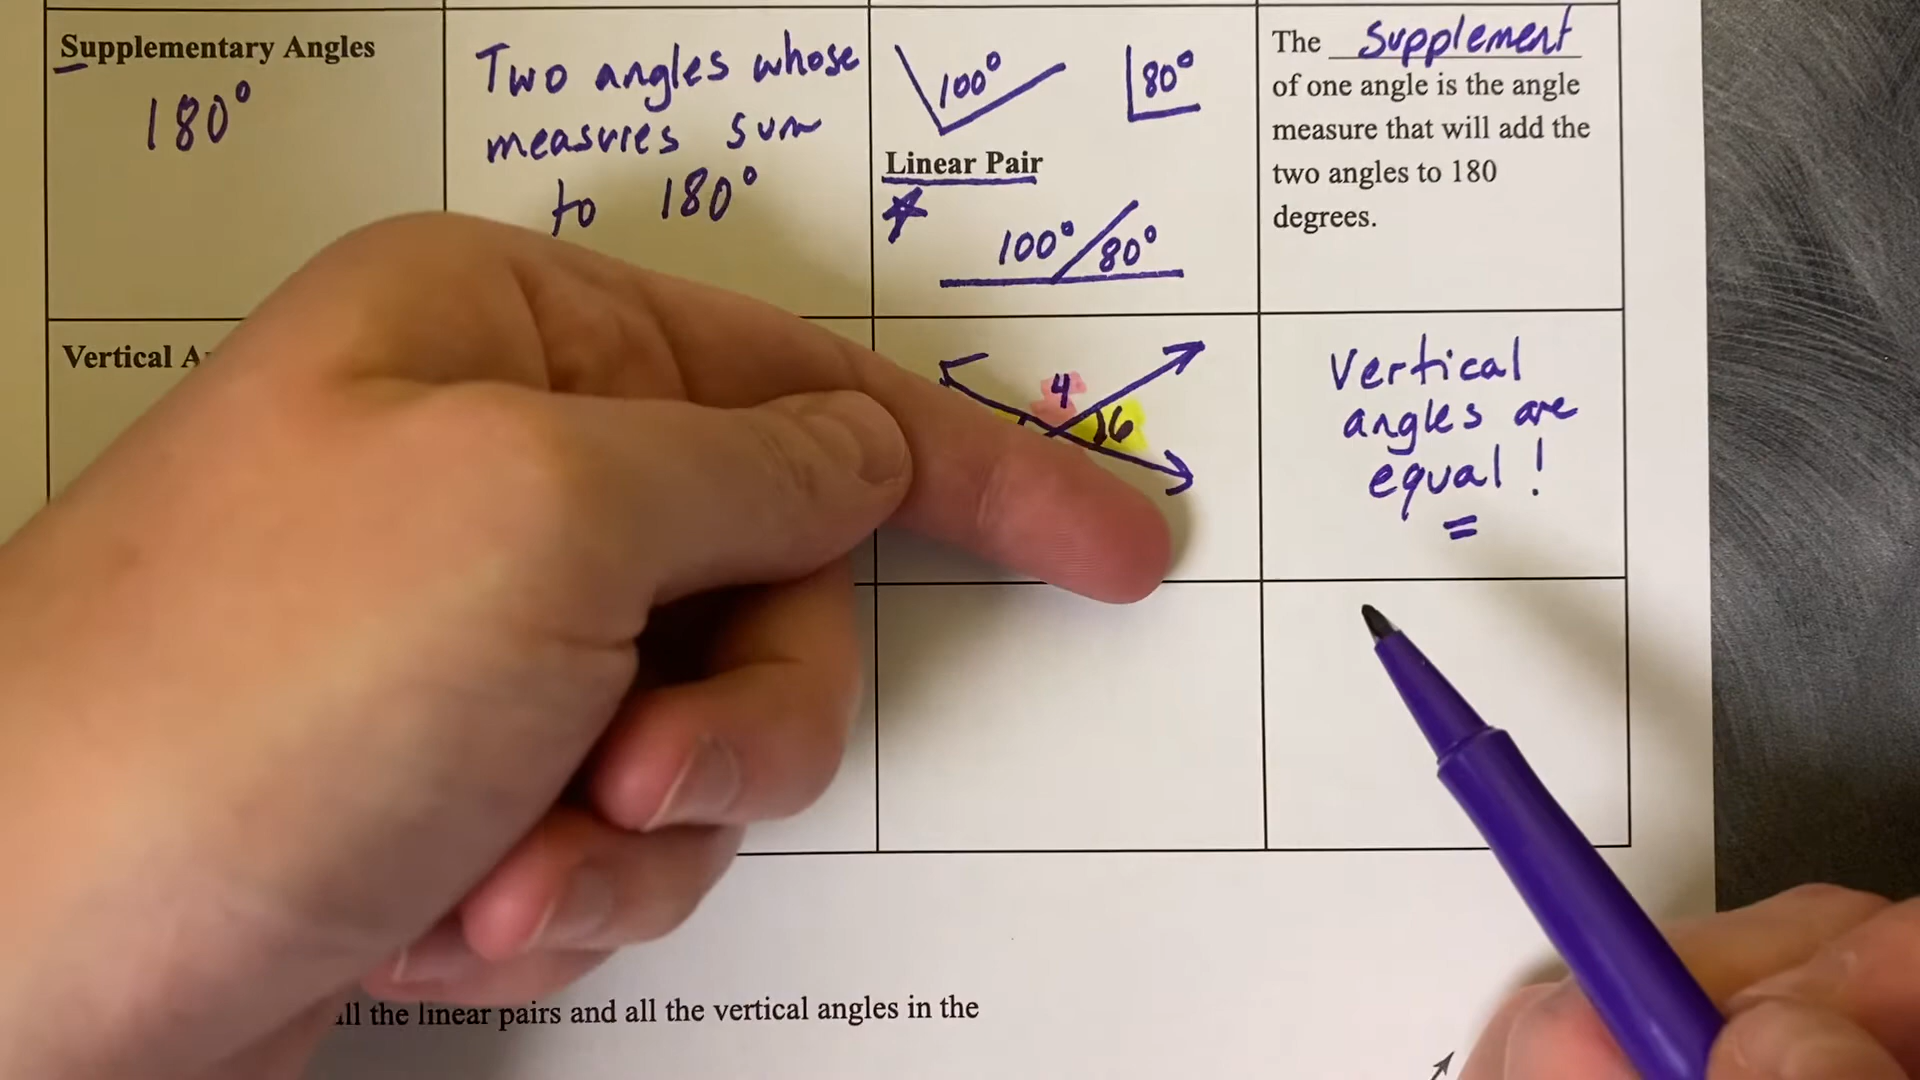 Supplementary Angles
180°
Two angles whose
measures sum
to 180°
100°
80°
Linear Pair
100° 80°
The supplement
of one angle is the angle
measure that will add the
two angles to 180
degrees.
Vertical
4
6
Vertical
angles are
equal!
=
the linear pairs and all the vertical angles in the